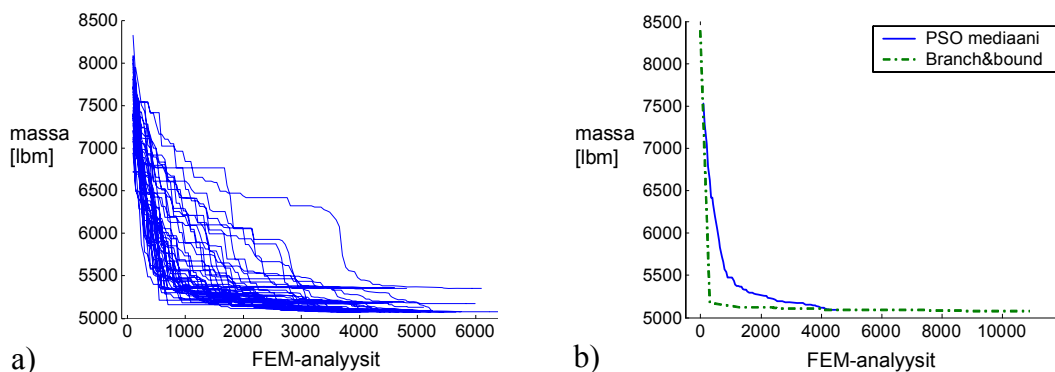 8500
8000
7500
massa
[lbm]
7000
6500
6000
5500
5000
0 1000 2000 3000 4000 5000 6000
FEM-analyysit
a)
8500
8000
7500
massa
[lbm]
7000
6500
6000
5500
5000
0 2000 4000 6000 8000 10000
FEM-analyysit
b)
PSO mediaani
Branch&bound